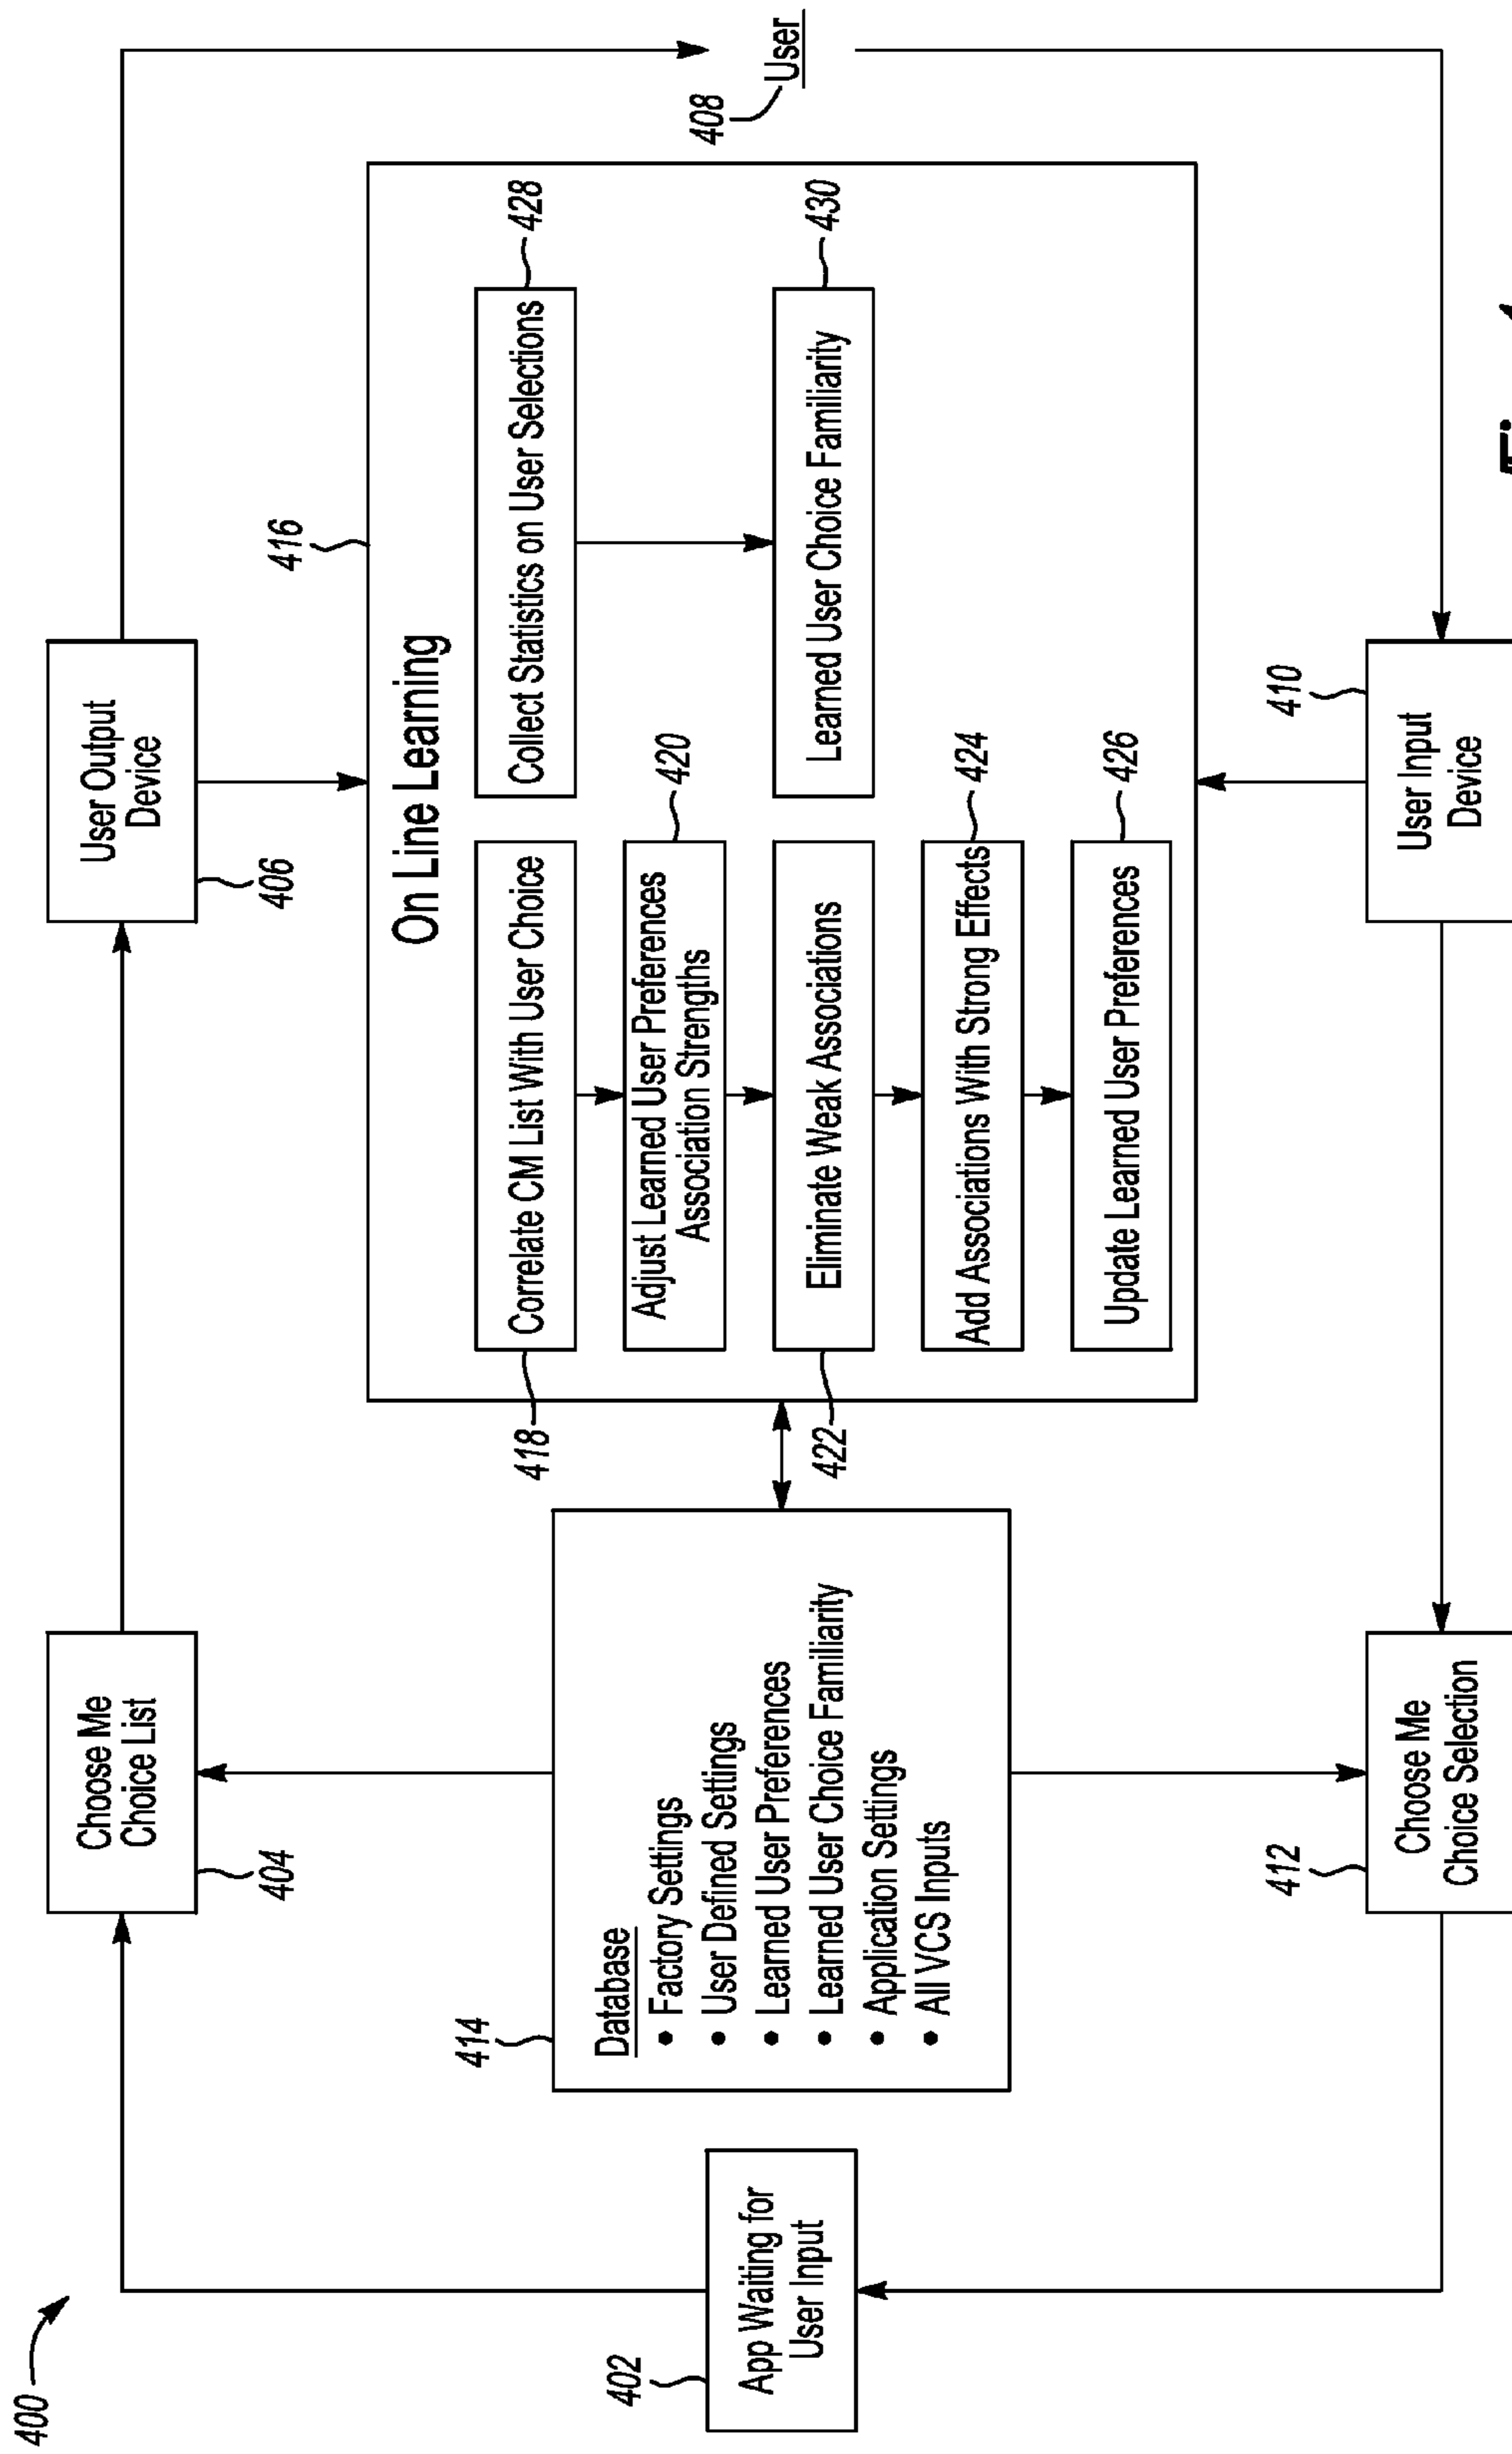 400
402
App Waiting for
User Input
404
Choose Me
Choice List
406
User Output
Device
414
Database
• Factory Settings
• User Defined Settings
• Learned User Preferences
• Learned User Choice Familiarity
• Application Settings
• All VCS Inputs
416
On Line Learning
418
Correlate CM List With User Choice
420
Adjust Learned User Preferences
Association Strengths
422
Eliminate Weak Associations
424
Add Associations With Strong Effects
426
Update Learned User Preferences
428
Collect Statistics on User Selections
430
Learned User Choice Familiarity
408
User
412
Choose Me
Choice Selection
410
User Input
Device